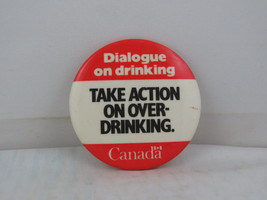 Dialogue
on drinking
TAKE ACTION
ON OVER-
DRINKING.
Canada